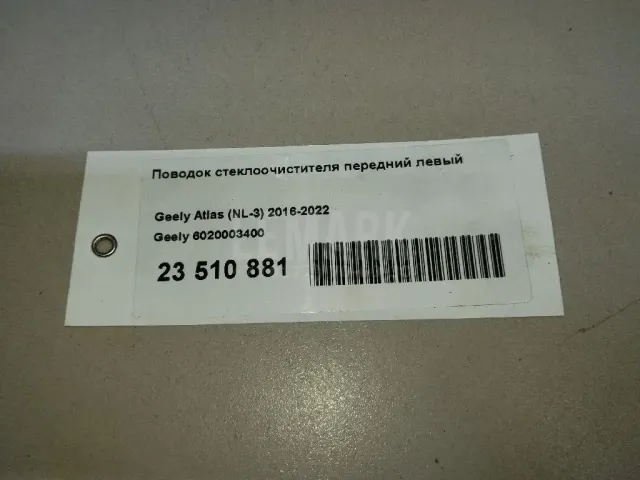 Поводок стеклоочистителя передний левый
Geely Atlas (NL-3) 2016-2022
Geely 6020003400
23 510 881